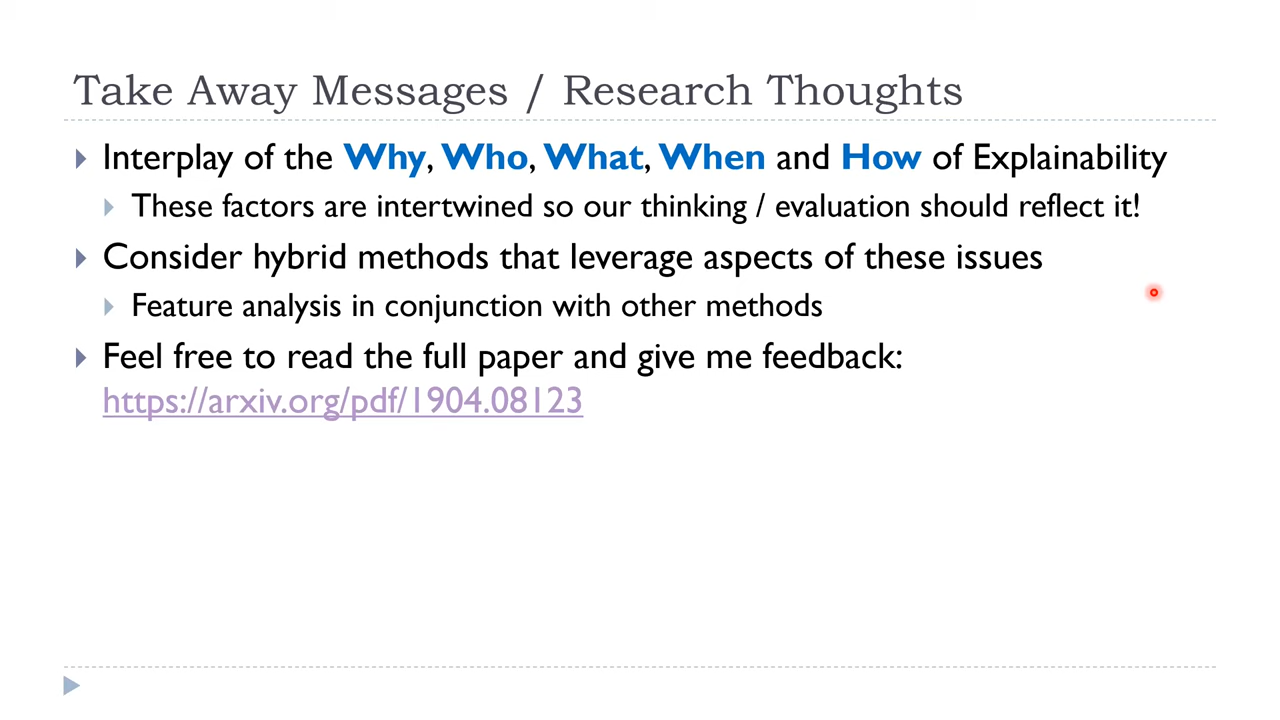 Take Away Messages / Research Thoughts
Interplay of the Why, Who, What, When and How of Explainability
These factors are intertwined so our thinking / evaluation should reflect it!
Consider hybrid methods that leverage aspects of these issues
Feature analysis in conjunction with other methods
Feel free to read the full paper and give me feedback:
https://arxiv.org/pdf/1904.08123